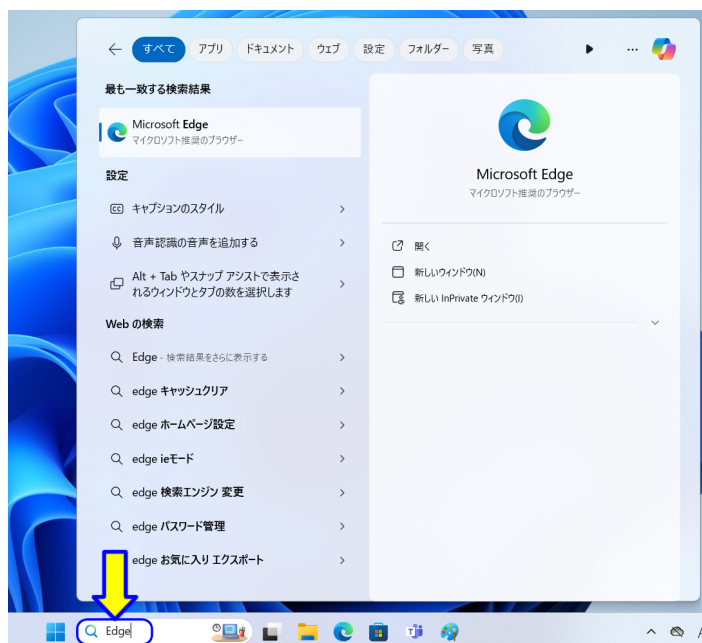 すべて アプリ ドキュメント ウェブ 設定 フォルダー 写真
最も一致する検索結果
Microsoft Edge
マイクロソフト推奨のブラウザー
設定
キャプションのスタイル
音声認識の音声を追加する
Alt + Tab やスナップ アシストで表示さ
れるウィンドウとタブの数を選択します
Web の検索
Edge - 検索結果をさらに表示する
edge キャッシュクリア
edge ホームページ設定
edge ieモード
edge 検索エンジン 変更
edge パスワード管理
edge お気に入り エクスポート
Microsoft Edge
マイクロソフト推奨のブラウザー
開く
新しいウィンドウ(N)
新しい InPrivate ウィンドウ(I)
Edge